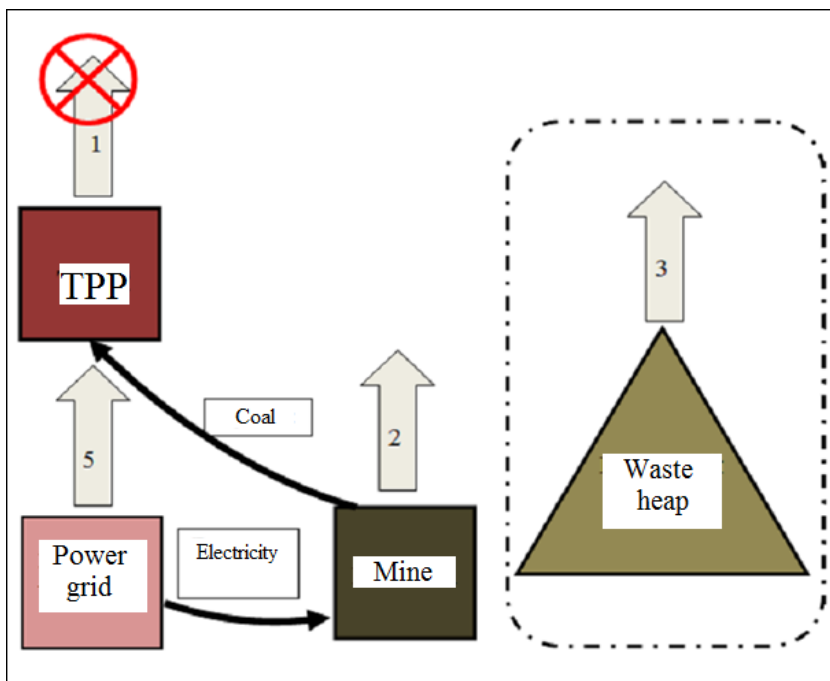 1
TPP
3
Coal
2
5
Waste
heap
Electricity
Power
grid
Mine